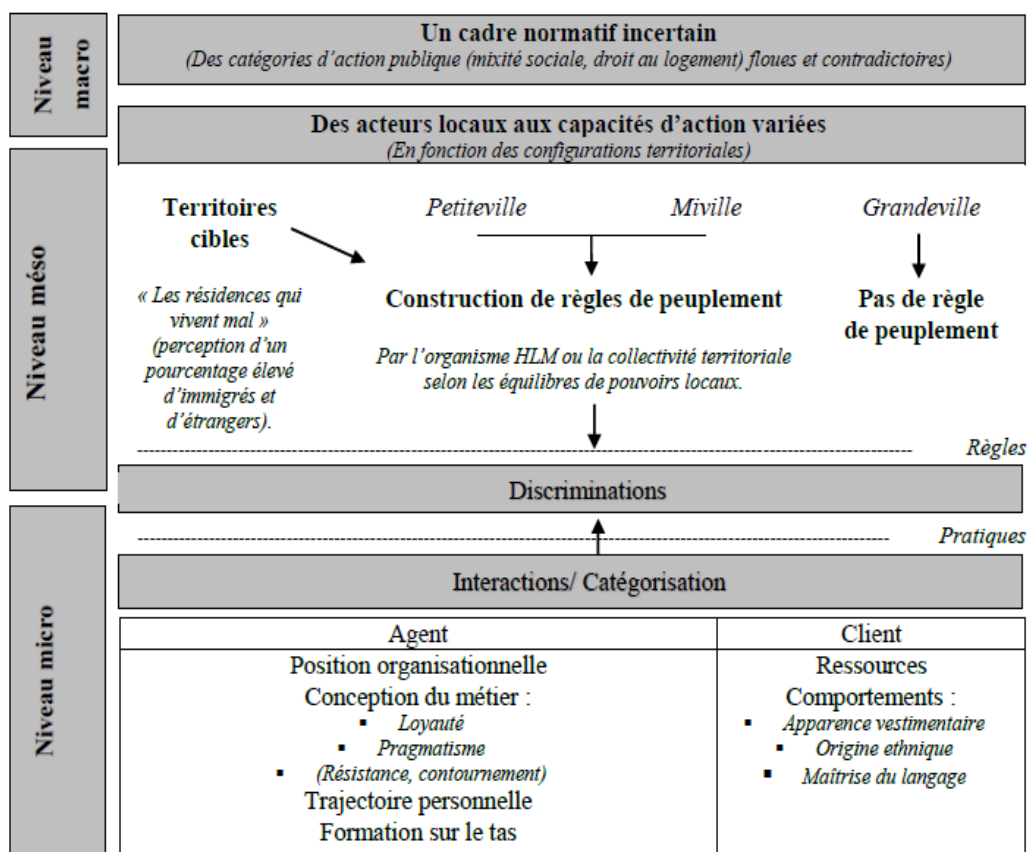 Niveau
macro
Un cadre normatif incertain
(Des catégories d'action publique (mixité sociale, droit au logement) floues et contradictoires)
Des acteurs locaux aux capacités d'action variées
(En fonction des configurations territoriales)
Niveau méso
Territoires
cibles
Petiteville
Miville
Grandeville
« Les résidences qui
vivent mal »
(perception d'un
pourcentage élevé
d'immigrés et
d'étrangers).
Construction de règles de peuplement
Par l'organisme HLM ou la collectivité territoriale
selon les équilibres de pouvoirs locaux.
Pas de règle
de peuplement
Règles
Discriminations
Pratiques
Niveau micro
Interactions/ Catégorisation
Agent
Position organisationnelle
Conception du métier :
▪ Loyauté
▪ Pragmatisme
▪ (Résistance, contournement)
Trajectoire personnelle
Formation sur le tas
Client
Ressources
Comportements :
▪ Apparence vestimentaire
▪ Origine ethnique
▪ Maîtrise du langage